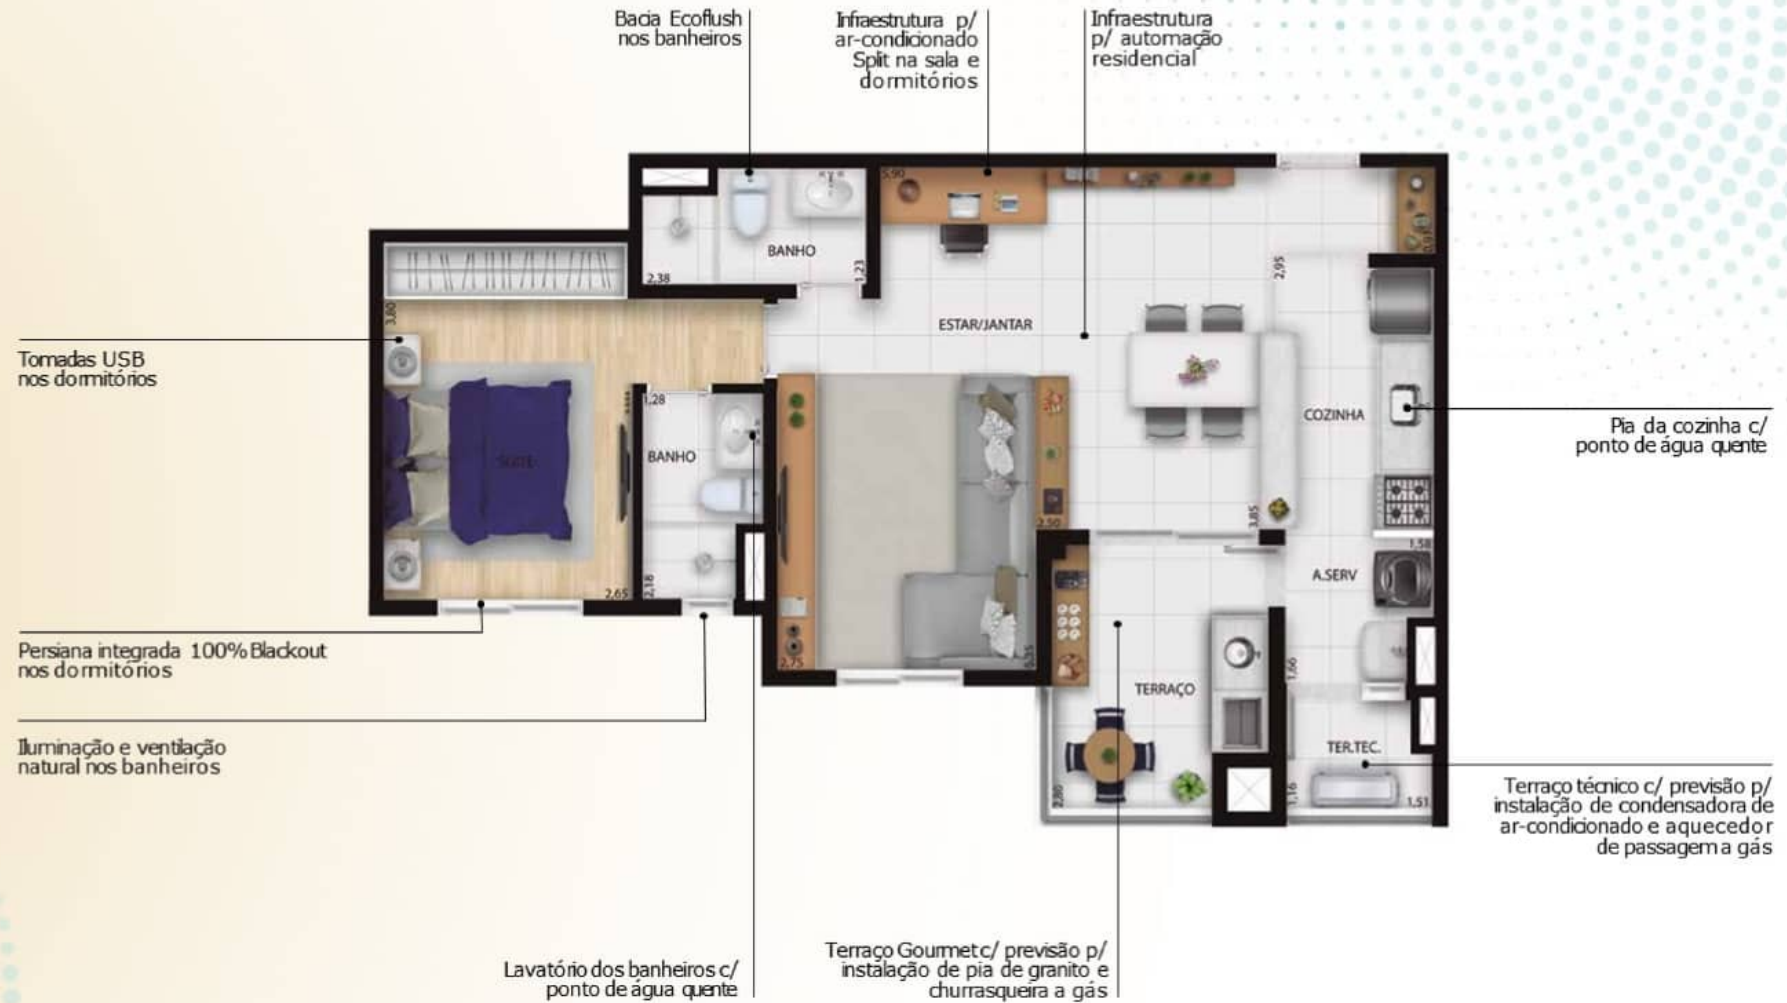 Bacia Ecoflush
nos banheiros
Infraestrutura p/
ar-condicionado
Split na sala e
dormitórios
Infraestrutura
p/ automação
residencial
5,90
BANHO
2,38
1,23
2,95
3,80
ESTAR/JANTAR
Tomadas USB
nos dormitórios
1,28
COZINHA
Pia da cozinha c/
ponto de água quente
SUÍTE
BANHO
2,50
3,85
1,58
A.SERV
2,65
2,18
Persiana integrada 100% Blackout
nos dormitórios
2,75
5,35
1,66
TERRAÇO
Iluminação e ventilação
natural nos banheiros
TER.TEC.
2,80
1,16
1,51
Terraço técnico c/ previsão p/
instalação de condensadora de
ar-condicionado e aquecedor
de passagem a gás
Lavatório dos banheiros c/
ponto de água quente
Terraço Gourmet c/ previsão p/
instalação de pia de granito e
churrasqueira a gás